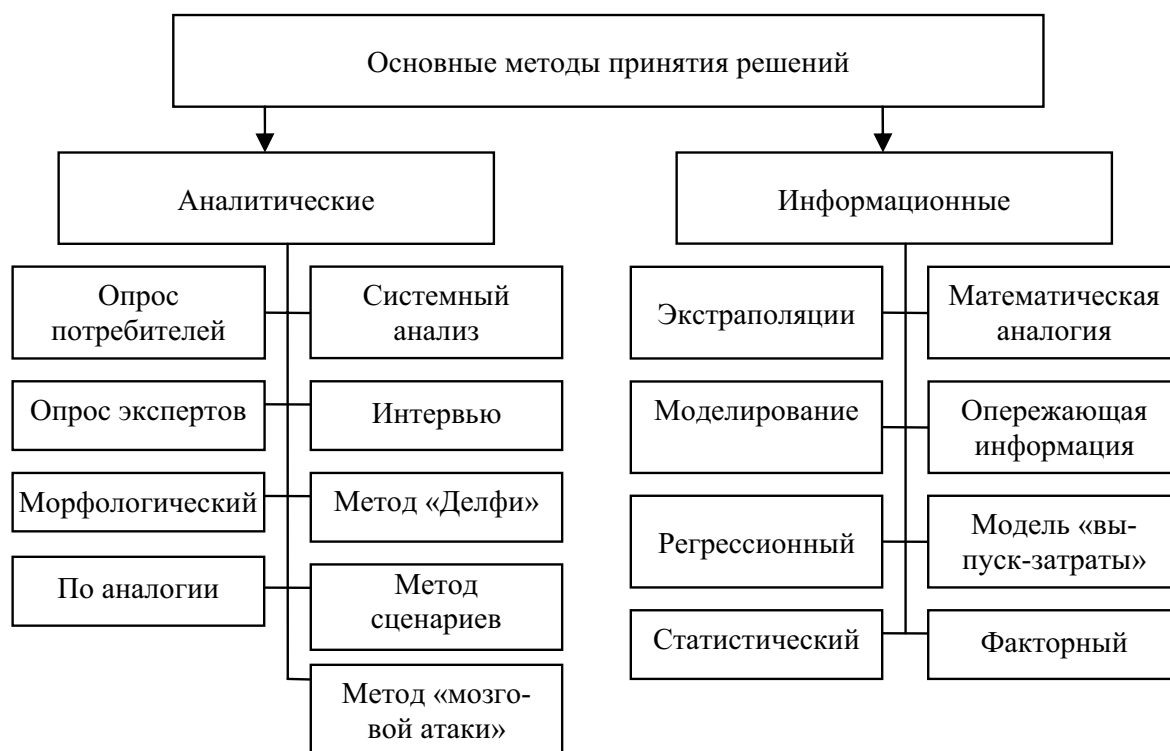 Основные методы принятия решений
Аналитические
Информационные
Опрос
потребителей
Системный
анализ
Опрос экспертов
Интервью
Морфологический
Метод «Делфи»
По аналогии
Метод
сценариев
Метод «мозго-
вой атаки»
Экстраполяции
Математическая
аналогия
Моделирование
Опережающая
информация
Регрессионный
Модель «вы-
пуск-затраты»
Статистический
Факторный